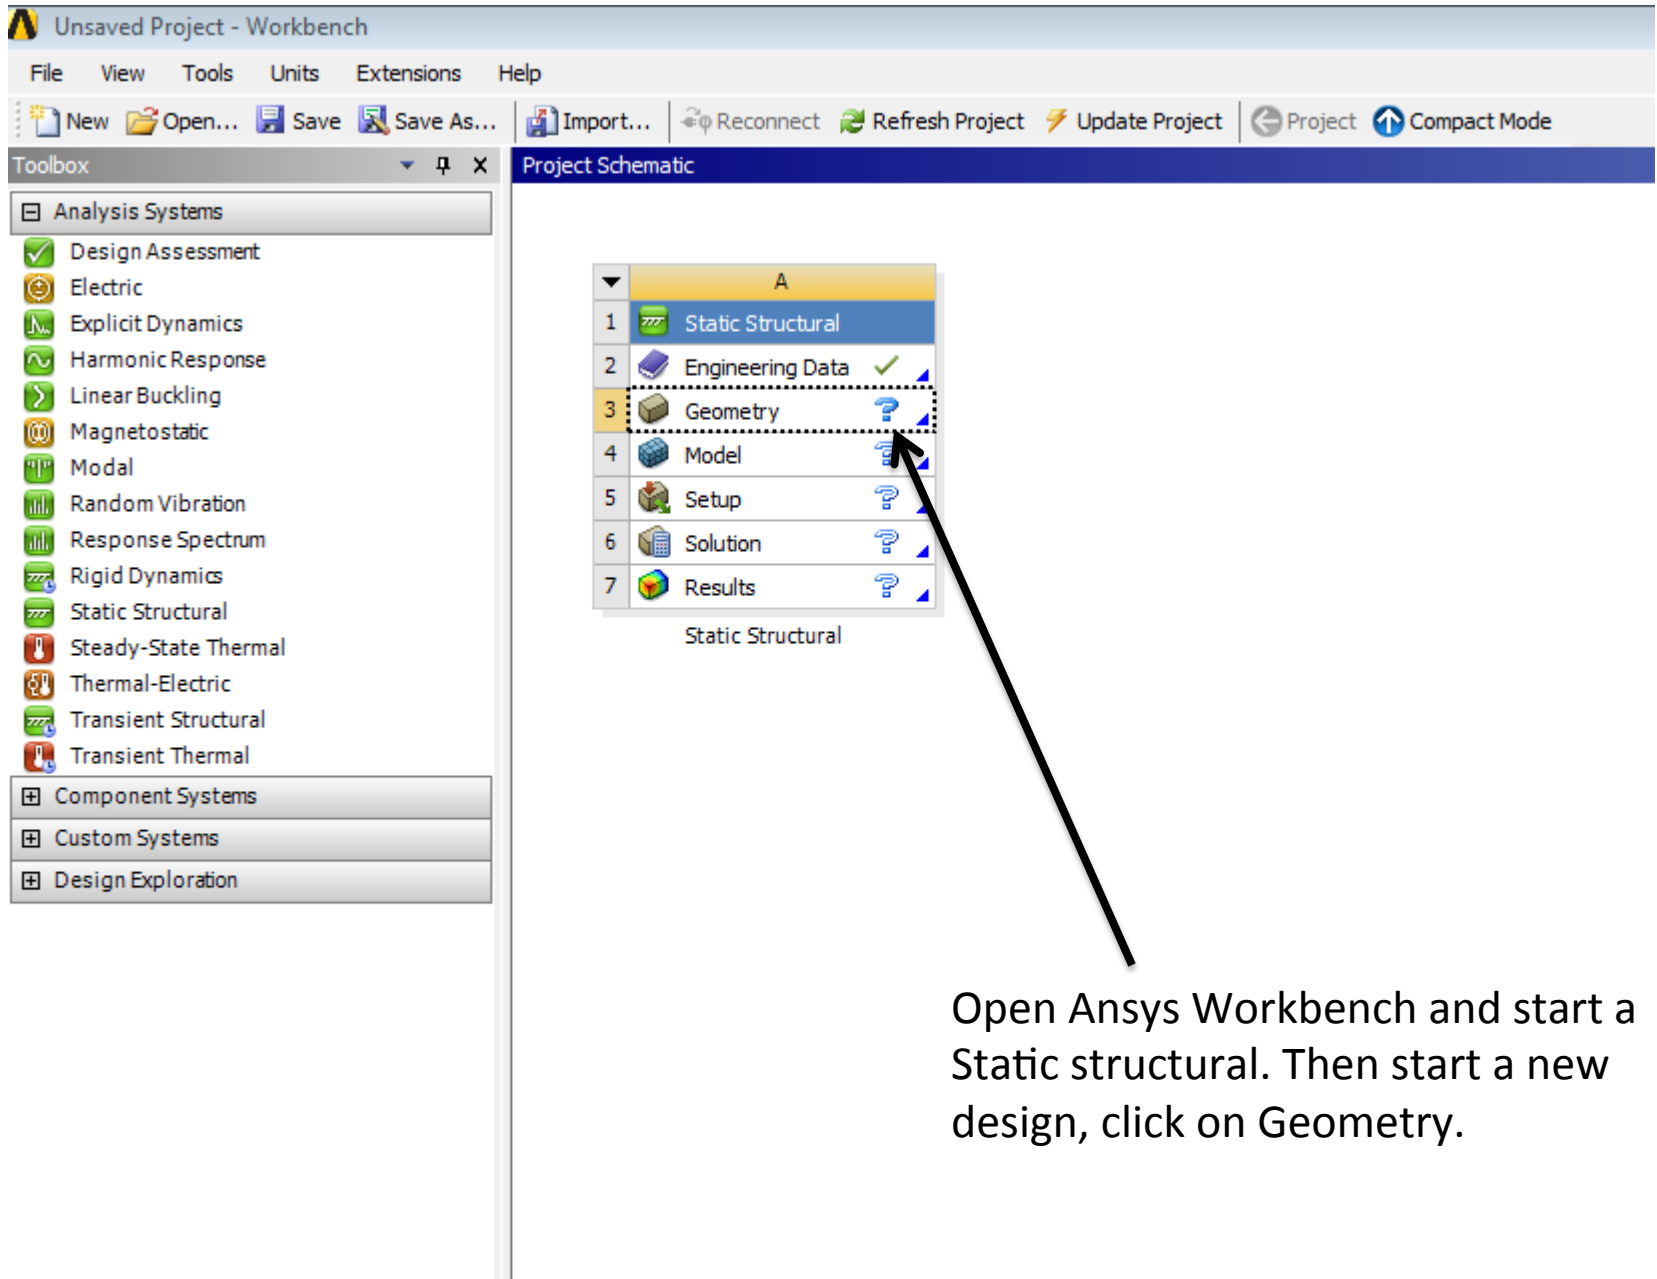 Unsaved Project - Workbench
File View Tools Units Extensions Help
New Open... Save Save As... Import... Reconnect Refresh Project Update Project Project Compact Mode
Toolbox
Analysis Systems
Design Assessment
Electric
Explicit Dynamics
Harmonic Response
Linear Buckling
Magnetostatic
Modal
Random Vibration
Response Spectrum
Rigid Dynamics
Static Structural
Steady-State Thermal
Thermal-Electric
Transient Structural
Transient Thermal
Component Systems
Custom Systems
Design Exploration
Project Schematic
A
1 Static Structural
2 Engineering Data
3 Geometry
4 Model
5 Setup
6 Solution
7 Results
Static Structural
Open Ansys Workbench and start a
Static structural. Then start a new
design, click on Geometry.